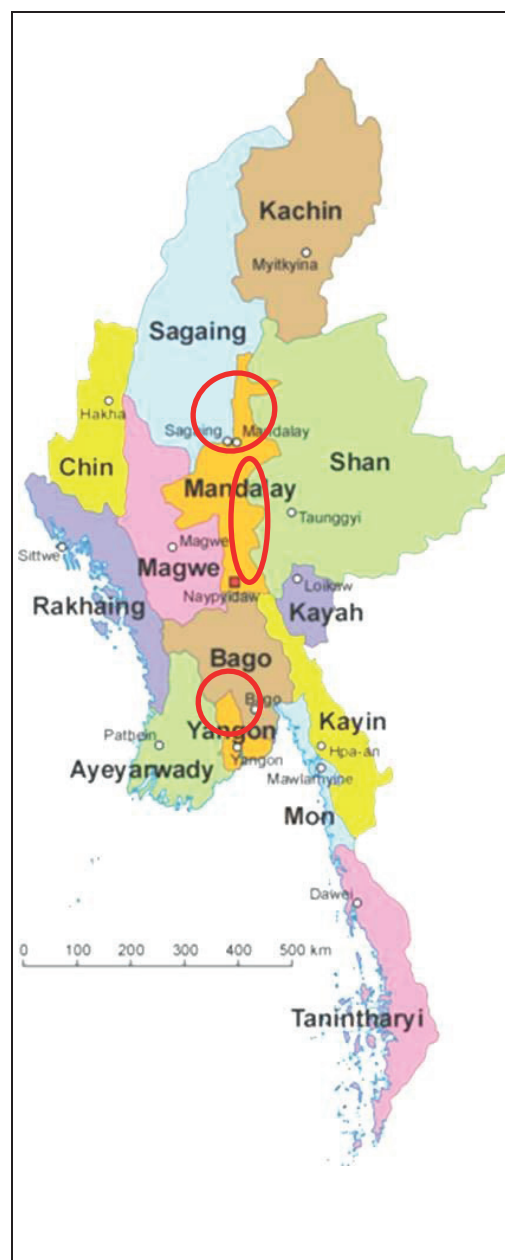 Kachin
Myitkyina
Sagaing
Hakha
Sagaing
Mandalay
Chin
Shan
Mandalay
Taunggyi
Sittwe
Magwe
Magwe
Loikaw
Naypyidaw
Rakhaing
Kayah
Bago
Bago
Kayin
Pathein
Yangon
Hpa-an
Yangon
Ayeyarwady
Mawlamyine
Mon
Dawei
0 100 200 300 400 500 km
Tanintharyi